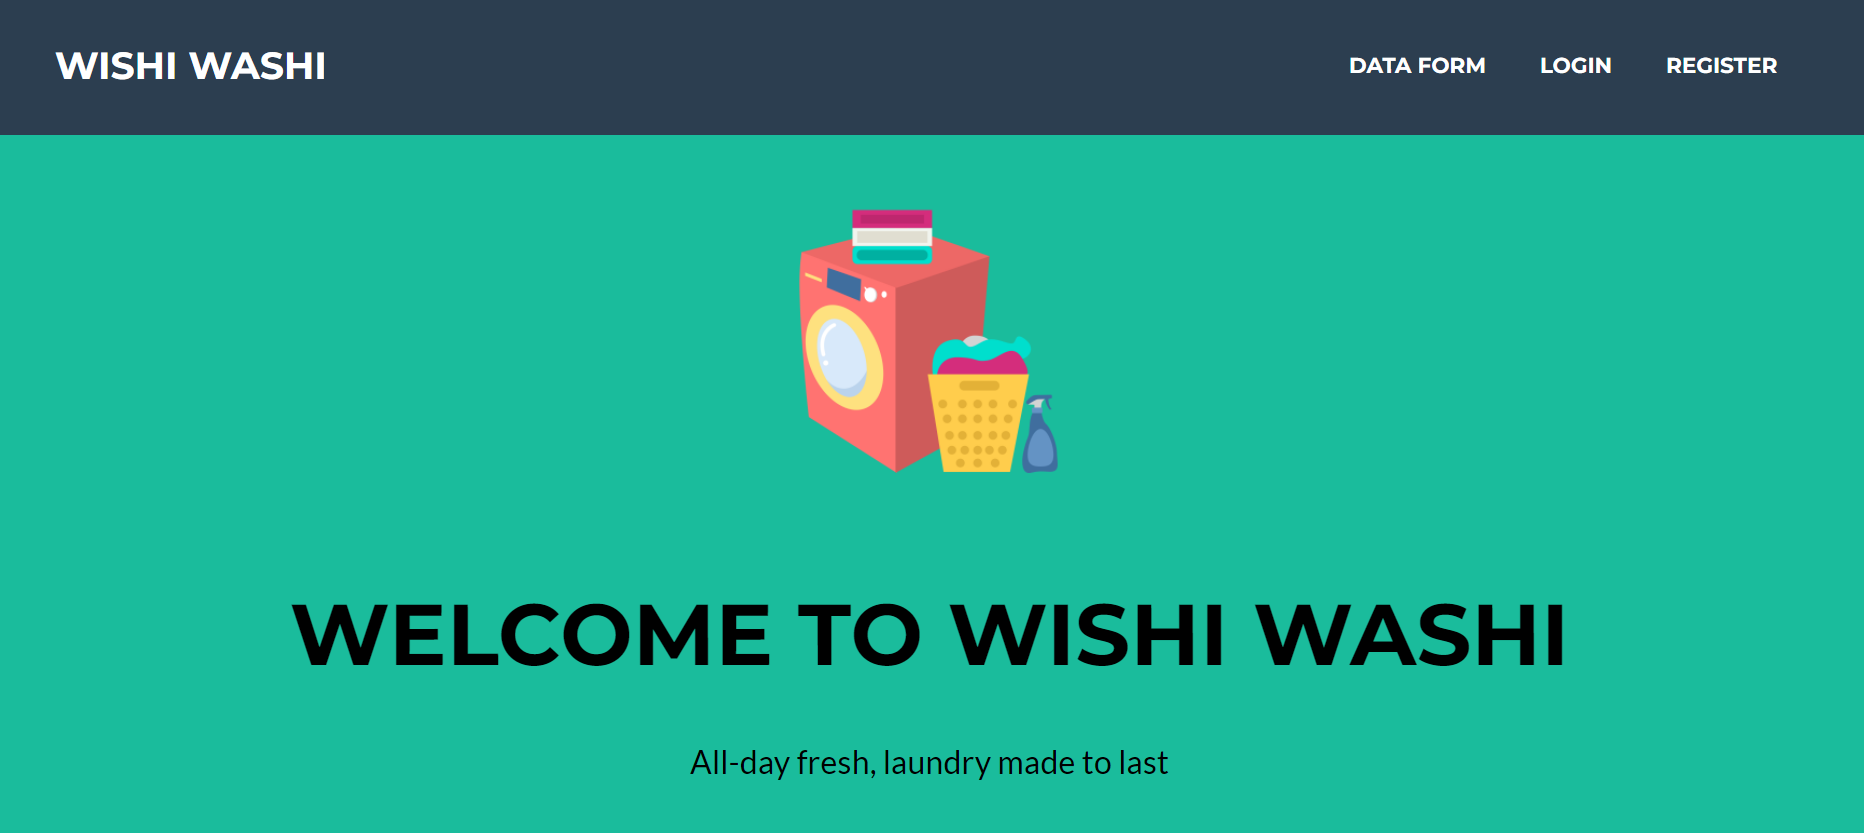 WISHI WASHI
DATA FORM LOGIN REGISTER
WELCOME TO WISHI WASHI
All-day fresh, laundry made to last